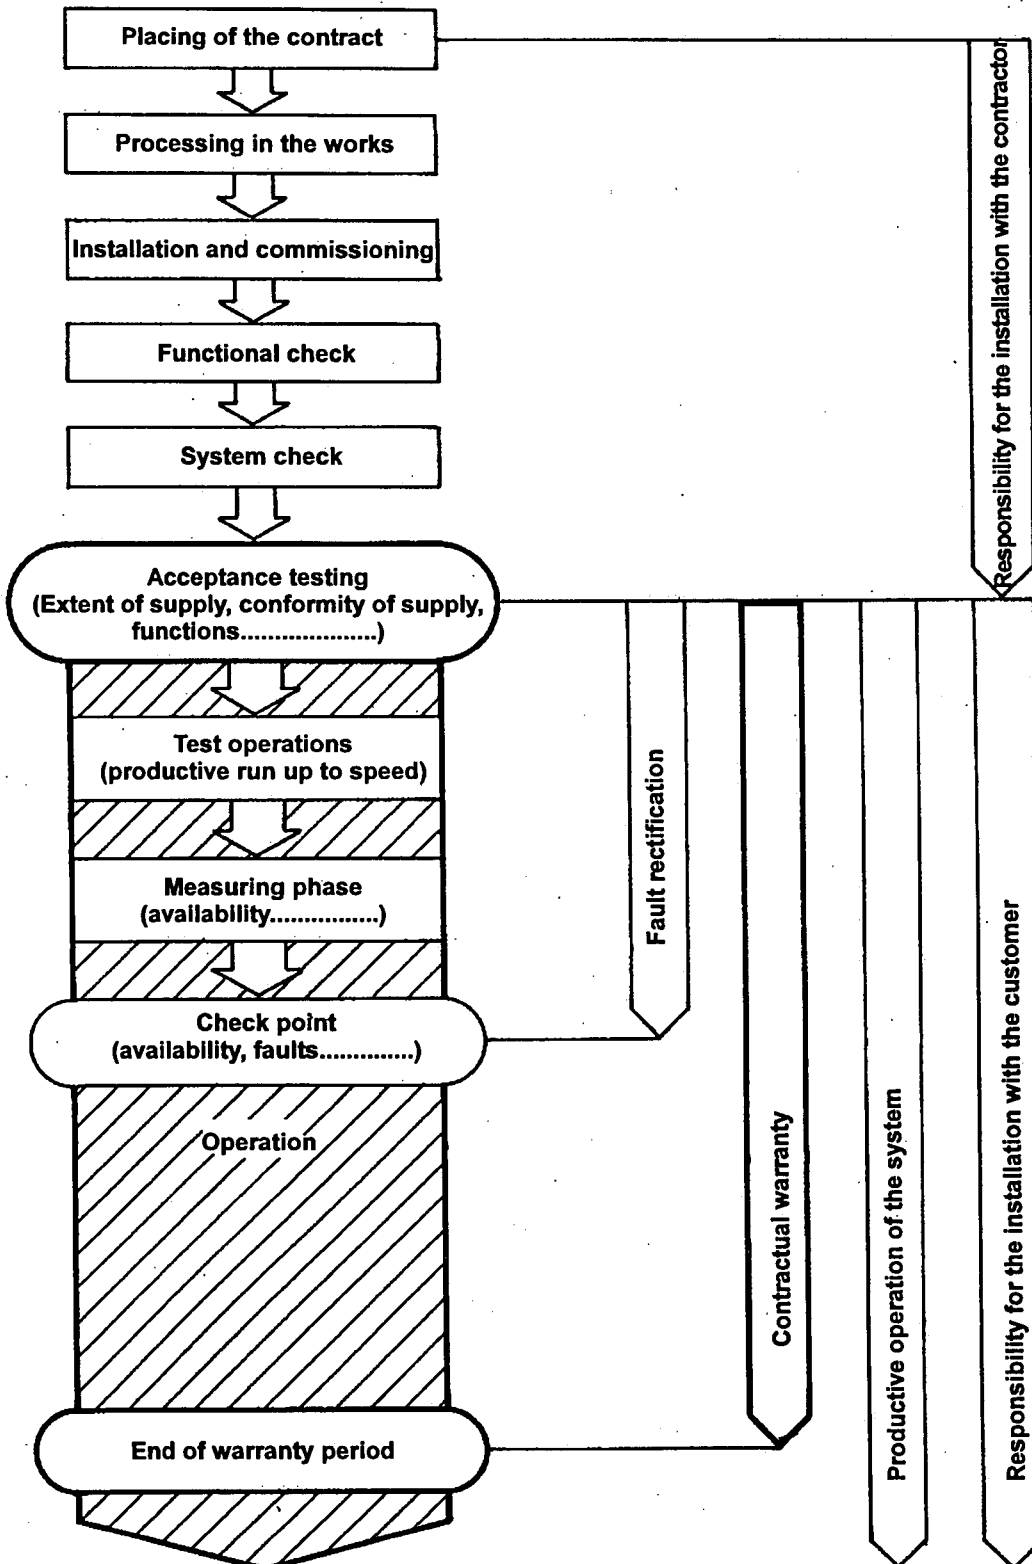 Placing of the contract
Processing in the works
Installation and commissioning
Functional check
System check
Acceptance testing
(Extent of supply, conformity of supply,
functions.....................)
Test operations
(productive run up to speed)
Measuring phase
(availability................)
Check point
(availability, faults..............)
Operation
End of warranty period
Fault rectification
Contractual warranty
Productive operation of the system
Responsibility for the installation with the contractor
Responsibility for the installation with the customer